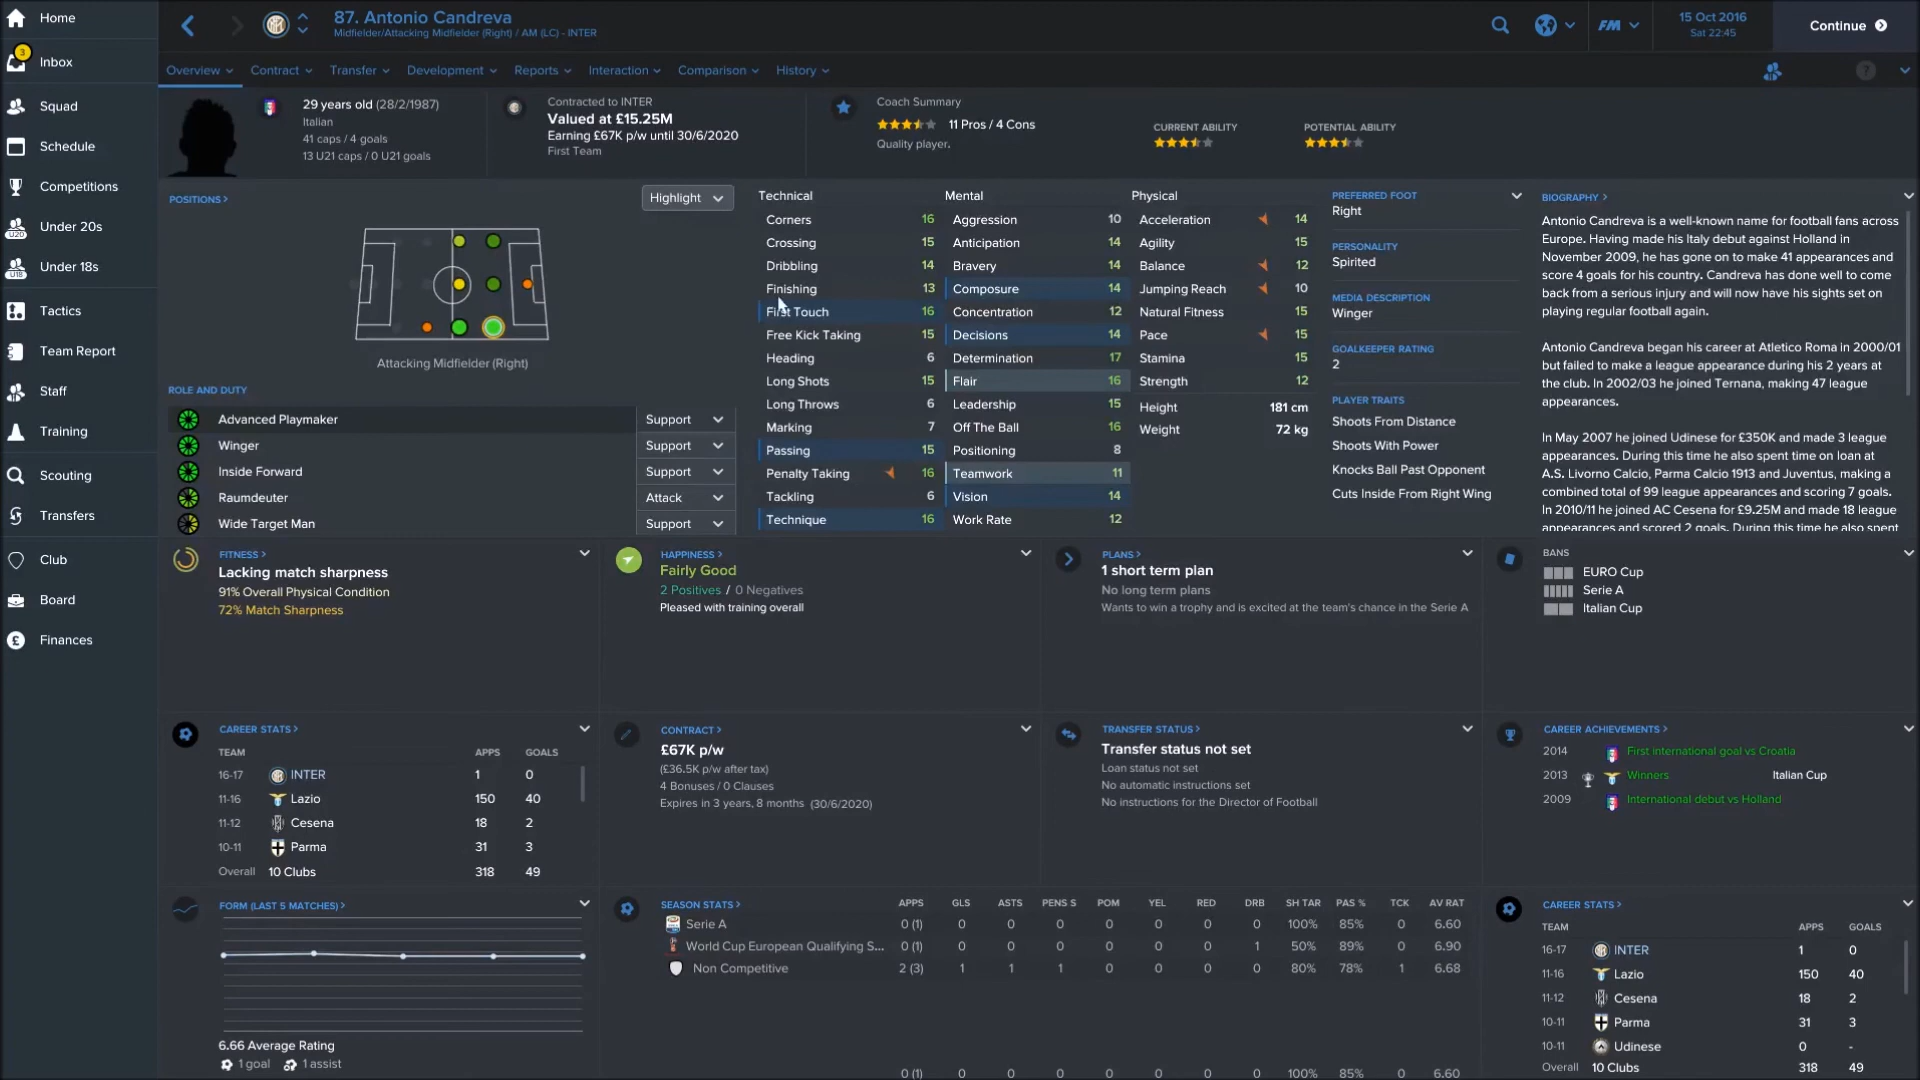 Home
3
Inbox
Squad
Schedule
Competitions
U20
Under 20s
U18
Under 18s
Tactics
Team Report
Staff
Training
Scouting
Transfers
Club
Board
£
Finances
87. Antonio Candreva
Midfielder/Attacking Midfielder (Right) / AM (LC) - INTER
FM
15 Oct 2016
Sat 22:45
Continue
Overview
Contract
Transfer
Development
Reports
Interaction
Comparison
History
?
29 years old (28/2/1987)
Italian
41 caps / 4 goals
13 U21 caps / 0 U21 goals
Contracted to INTER
Valued at £15.25M
Earning £67K p/w until 30/6/2020
First Team
Coach Summary
11 Pros / 4 Cons
Quality player.
CURRENT ABILITY
POTENTIAL ABILITY
POSITIONS >
Highlight
Attacking Midfielder (Right)
ROLE AND DUTY
Advanced Playmaker Support
Winger Support
Inside Forward Support
Raumdeuter Attack
Wide Target Man Support
Technical
Corners 16
Crossing 15
Dribbling 14
Finishing 13
First Touch 16
Free Kick Taking 15
Heading 6
Long Shots 15
Long Throws 6
Marking 7
Passing 15
Penalty Taking 16
Tackling 6
Technique 16
Mental
Aggression 10
Anticipation 14
Bravery 14
Composure 14
Concentration 12
Decisions 14
Determination 17
Flair 16
Leadership 15
Off The Ball 16
Positioning 8
Teamwork 11
Vision 14
Work Rate 12
Physical
Acceleration 14
Agility 15
Balance 12
Jumping Reach 10
Natural Fitness 15
Pace 15
Stamina 15
Strength 12
Height 181 cm
Weight 72 kg
PREFERRED FOOT
Right
PERSONALITY
Spirited
MEDIA DESCRIPTION
Winger
GOALKEEPER RATING
2
PLAYER TRAITS
Shoots From Distance
Shoots With Power
Knocks Ball Past Opponent
Cuts Inside From Right Wing
BIOGRAPHY >
Antonio Candreva is a well-known name for football fans across
Europe. Having made his Italy debut against Holland in
November 2009, he has gone on to make 41 appearances and
score 4 goals for his country. Candreva has done well to come
back from a serious injury and will now have his sights set on
playing regular football again.
Antonio Candreva began his career at Atletico Roma in 2000/01
but failed to make a league appearance during his 2 years at
the club. In 2002/03 he joined Ternana, making 47 league
appearances.
In May 2007 he joined Udinese for £350K and made 3 league
appearances. During this time he also spent time on loan at
A.S. Livorno Calcio, Parma Calcio 1913 and Juventus, making a
combined total of 99 league appearances and scoring 7 goals.
In 2010/11 he joined AC Cesena for £9.25M and made 18 league
appearances and scored 2 goals. During this time he also spent
FITNESS >
Lacking match sharpness
91% Overall Physical Condition
72% Match Sharpness
HAPPINESS >
Fairly Good
2 Positives / 0 Negatives
Pleased with training overall
PLANS >
1 short term plan
No long term plans
Wants to win a trophy and is excited at the team's chance in the Serie A
BANS
EURO Cup
Serie A
Italian Cup
CAREER STATS >
TEAM APPS GOALS
16-17 INTER 1 0
11-16 Lazio 150 40
11-12 Cesena 18 2
10-11 Parma 31 3
Overall 10 Clubs 318 49
CONTRACT >
£67K p/w
(£36.5K p/w after tax)
4 Bonuses / 0 Clauses
Expires in 3 years, 8 months (30/6/2020)
TRANSFER STATUS >
Transfer status not set
Loan status not set
No automatic instructions set
No instructions for the Director of Football
CAREER ACHIEVEMENTS >
2014 First international goal vs Croatia
2013 Winners Italian Cup
2009 International debut vs Holland
FORM (LAST 5 MATCHES) >
6.66 Average Rating
1 goal 1 assist
SEASON STATS > APPS GLS ASTS PENS S POM YEL RED DRB SH TAR PAS % TCK AV RAT
Serie A 0 (1) 0 0 0 0 0 0 0 100% 85% 0 6.60
World Cup European Qualifying S... 0 (1) 0 0 0 0 0 0 1 50% 89% 0 6.90
Non Competitive 2 (3) 1 1 1 0 0 0 0 80% 78% 1 6.68
0 (1) 0 0 0 0 0 0 0 100% 85% 0 6.60
CAREER STATS >
TEAM APPS GOALS
16-17 INTER 1 0
11-16 Lazio 150 40
11-12 Cesena 18 2
10-11 Parma 31 3
10-11 Udinese 0 -
Overall 10 Clubs 318 49